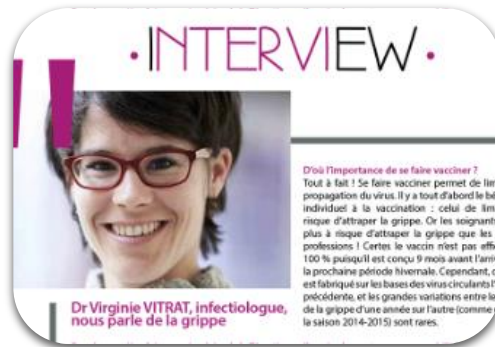 • INTERVIEW •
D'où l'importance de se faire vacciner ?
Tout à fait ! Se faire vacciner permet de lim
propagation du virus. Il y a tout d'abord le bé
individuel à la vaccination : celui de lim
risque d'attraper la grippe. Or les soignants
plus à risque d'attraper la grippe que les
professions ! Certes le vaccin n'est pas effi
100 % puisqu'il est conçu 9 mois avant l'arri
la prochaine période hivernale. Cependant,
est fabriqué sur les bases des virus circulants
précédente, et les grandes variations entre
de la grippe d'une année sur l'autre (comme
la saison 2014-2015) sont rares.
Dr Virginie VITRAT, infectiologue,
nous parle de la grippe